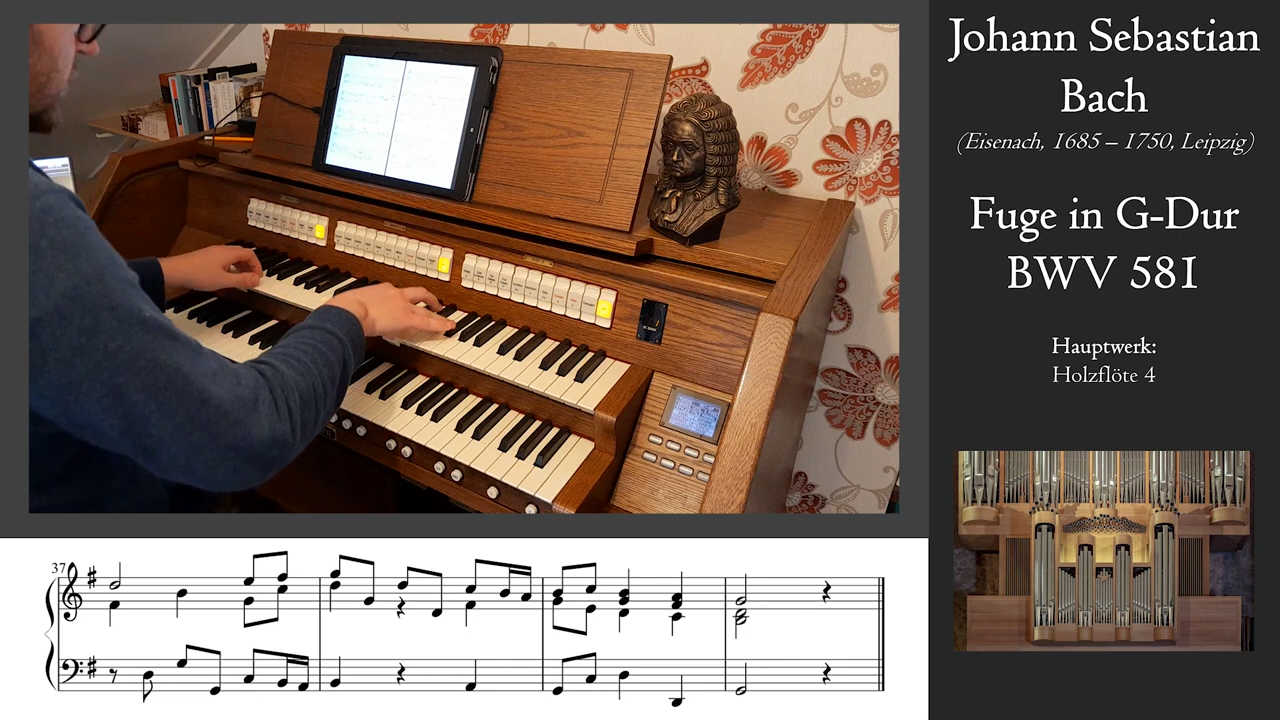 Johann Sebastian
Bach
(Eisenach, 1685 – 1750, Leipzig)
Fuge in G-Dur
BWV 581
Hauptwerk:
Holzflöte 4
37